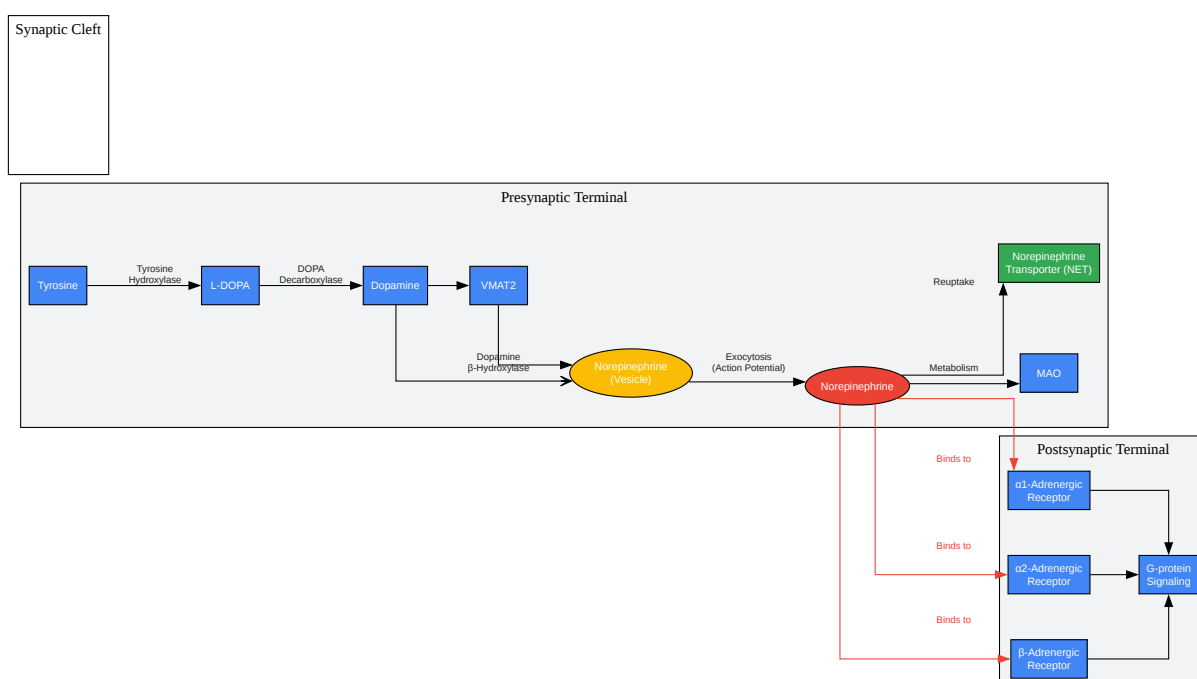 Synaptic Cleft
Presynaptic Terminal
Tyrosine
Tyrosine
Hydroxylase
L-DOPA
DOPA
Decarboxylase
Dopamine
VMAT2
Dopamine
β-Hydroxylase
Norepinephrine
(Vesicle)
Exocytosis
(Action Potential)
Norepinephrine
Reuptake
Norepinephrine
Transporter (NET)
Metabolism
MAO
Postsynaptic Terminal
Binds to
α1-Adrenergic
Receptor
Binds to
α2-Adrenergic
Receptor
G-protein
Signaling
Binds to
β-Adrenergic
Receptor